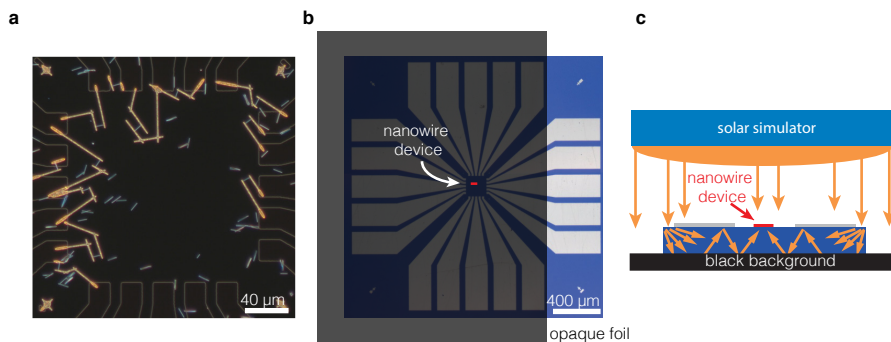 a
b
c
40 µm
nanowire
device
400 µm
opaque foil
solar simulator
nanowire
device
black background